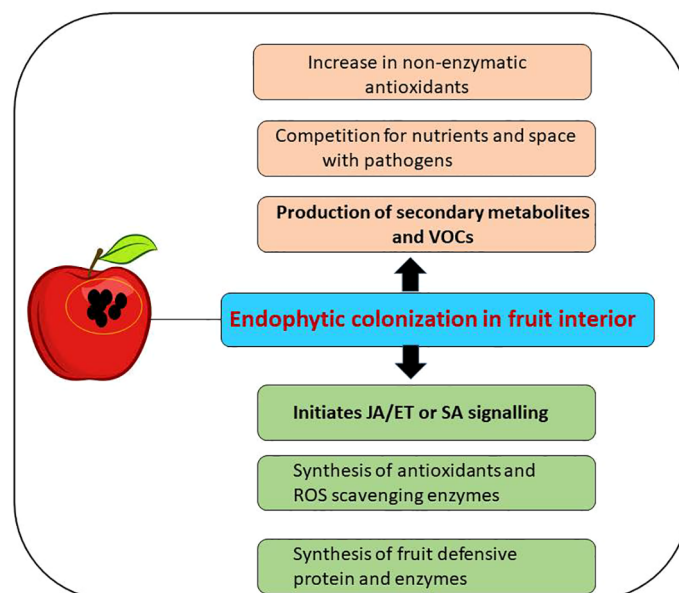 Increase in non-enzymatic
antioxidants
Competition for nutrients and space
with pathogens
Production of secondary metabolites
and VOCs
Endophytic colonization in fruit interior
Initiates JA/ET or SA signalling
Synthesis of antioxidants and
ROS scavenging enzymes
Synthesis of fruit defensive
protein and enzymes